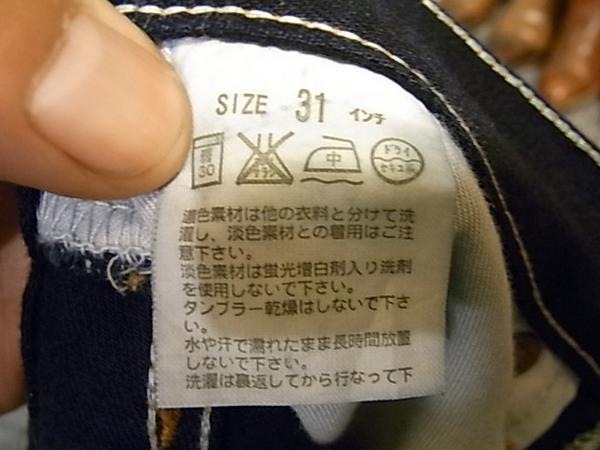 SIZE 31 インチ
弱 30 エンソサラシ 中 ドライ セキユ系
濃色素材は他の衣料と分けて洗
濯し、淡色素材との着用はご注
意下さい。
淡色素材は蛍光増白剤入り洗剤
を使用しないで下さい。
タンブラー乾燥はしないで下さ
い。
水や汗で濡れたまま長時間放置
しないで下さい。
洗濯は裏返してから行なって下